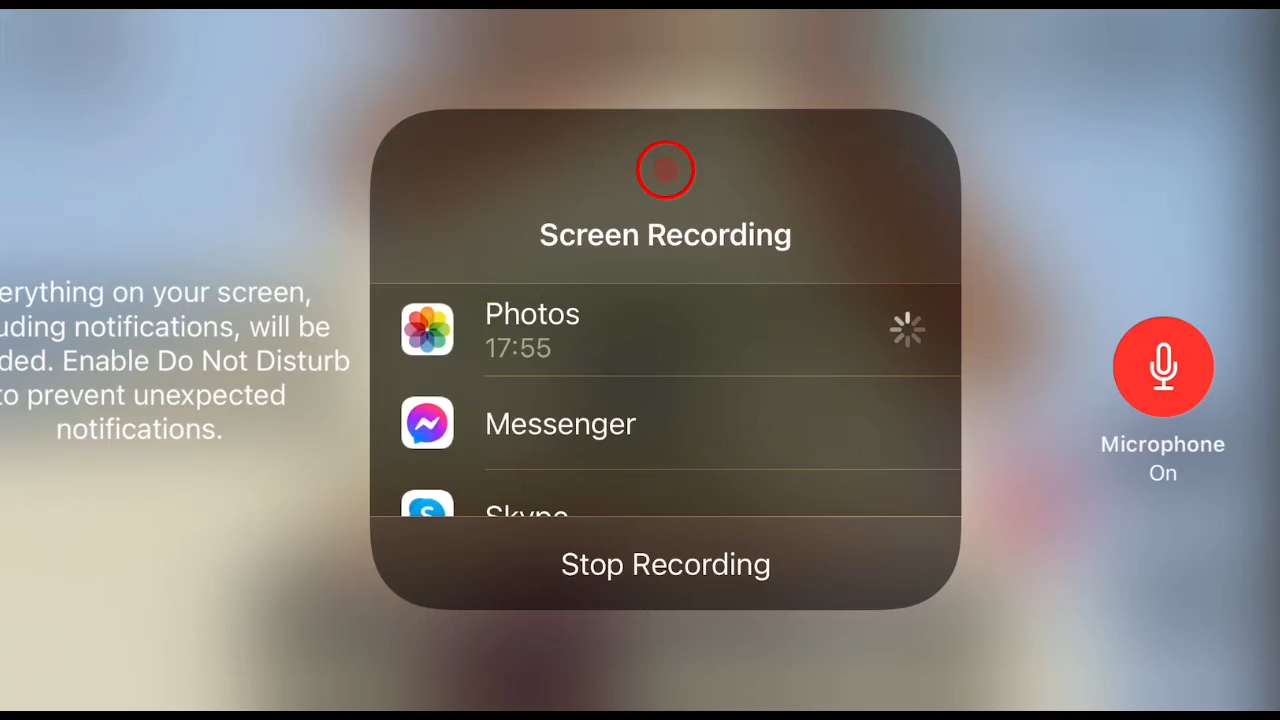 Screen Recording
erything on your screen,
uding notifications, will be
ded. Enable Do Not Disturb
to prevent unexpected
notifications.
Photos
17:55
Messenger
Skype
Stop Recording
Microphone
On